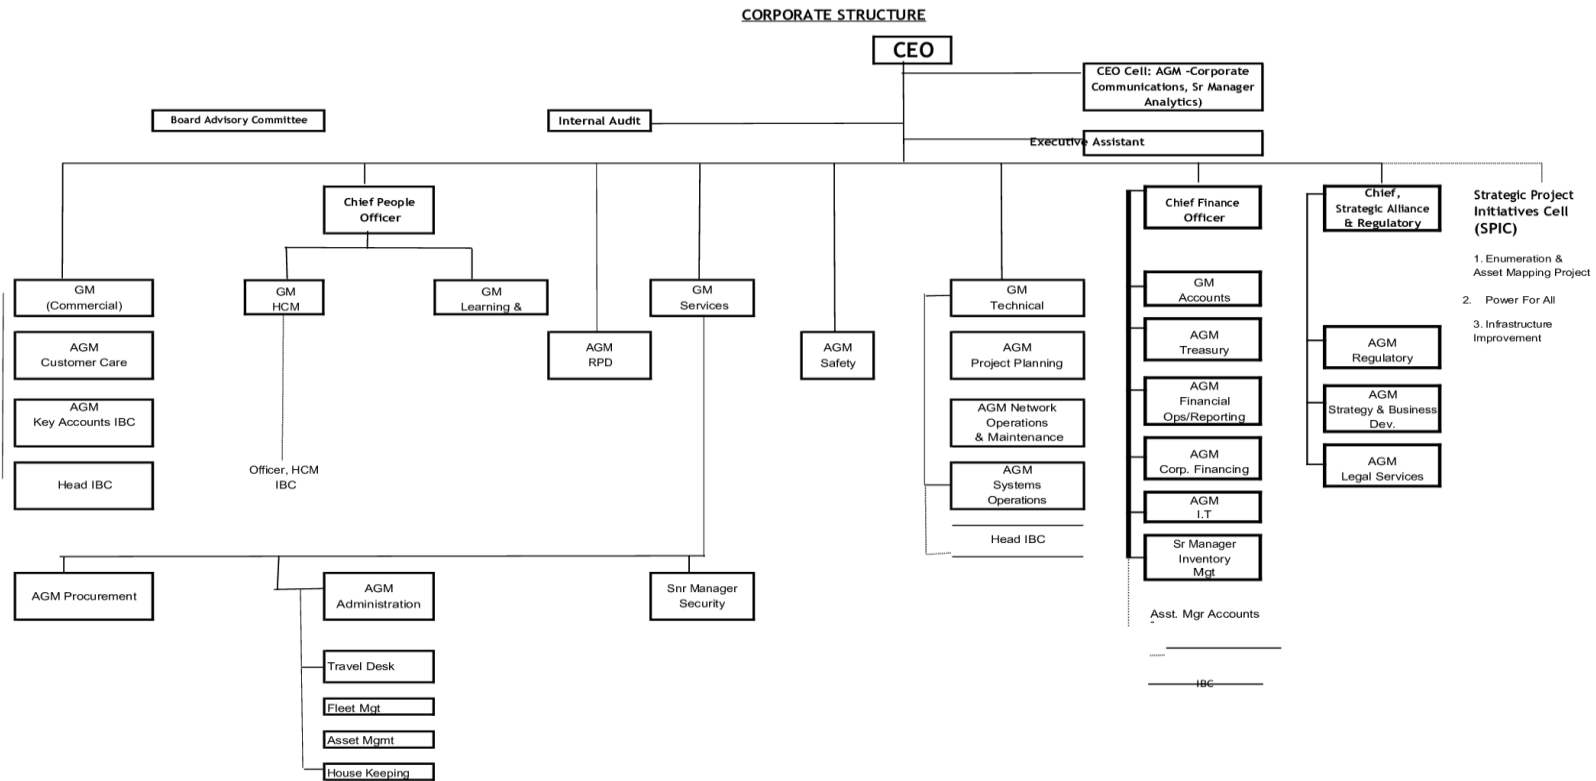 CORPORATE STRUCTURE
CEO
CEO Cell: AGM -Corporate
Communications, Sr Manager
Analytics)
Board Advisory Committee
Internal Audit
Executive Assistant
Chief People
Officer
Chief Finance
Officer
Chief,
Strategic Alliance
& Regulatory
Strategic Project
Initiatives Cell
(SPIC)
1. Enumeration &
Asset Mapping Project
2. Power For All
3. Infrastructure
Improvement
GM
(Commercial)
AGM
Customer Care
AGM
Key Accounts IBC
Head IBC
GM
HCM
Officer, HCM
IBC
GM
Learning &
AGM
RPD
GM
Services
AGM
Safety
GM
Technical
AGM
Project Planning
AGM Network
Operations
& Maintenance
AGM
Systems
Operations
Head IBC
GM
Accounts
AGM
Treasury
AGM
Financial
Ops/Reporting
AGM
Corp. Financing
AGM
I.T
Sr Manager
Inventory
Mgt
Asst. Mgr Accounts
-
IBC
AGM
Regulatory
AGM
Strategy & Business
Dev.
AGM
Legal Services
AGM Procurement
AGM
Administration
Snr Manager
Security
Travel Desk
Fleet Mgt
Asset Mgmt
House Keeping